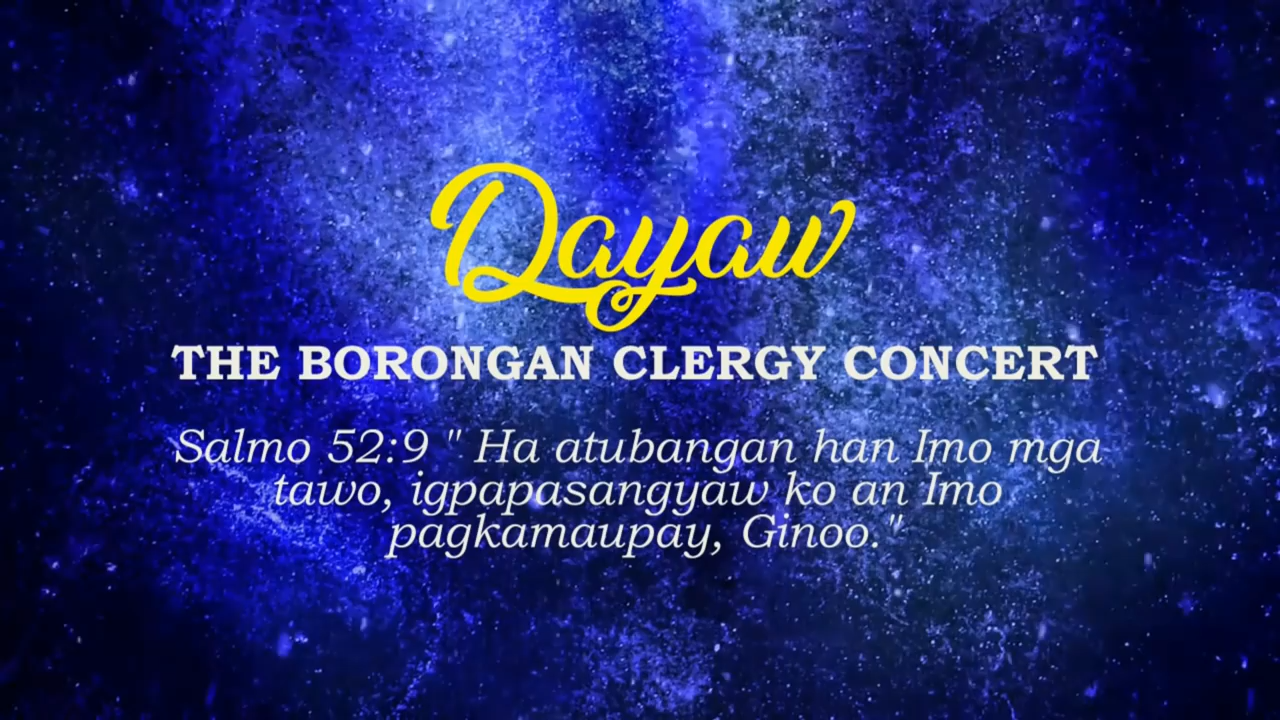 Dayaw
THE BORONGAN CLERGY CONCERT
Salmo 52:9 " Ha atubangan han Imo mga
tawo, igpapasangyaw ko an Imo
pagkamaupay, Ginoo."